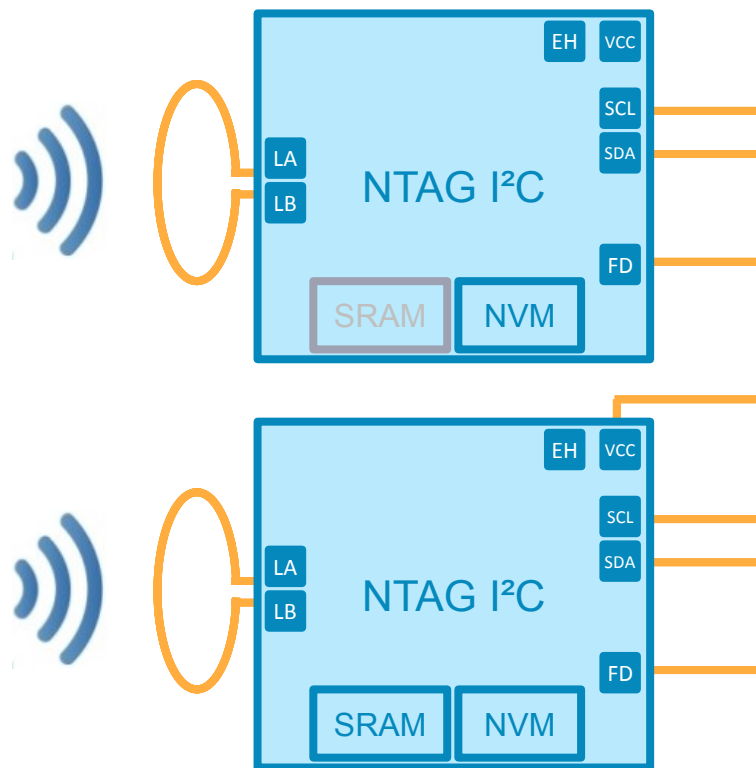 EH VCC
SCL
SDA
LA
LB
NTAG I²C
FD
SRAM NVM
EH VCC
SCL
SDA
LA
LB
NTAG I²C
FD
SRAM NVM